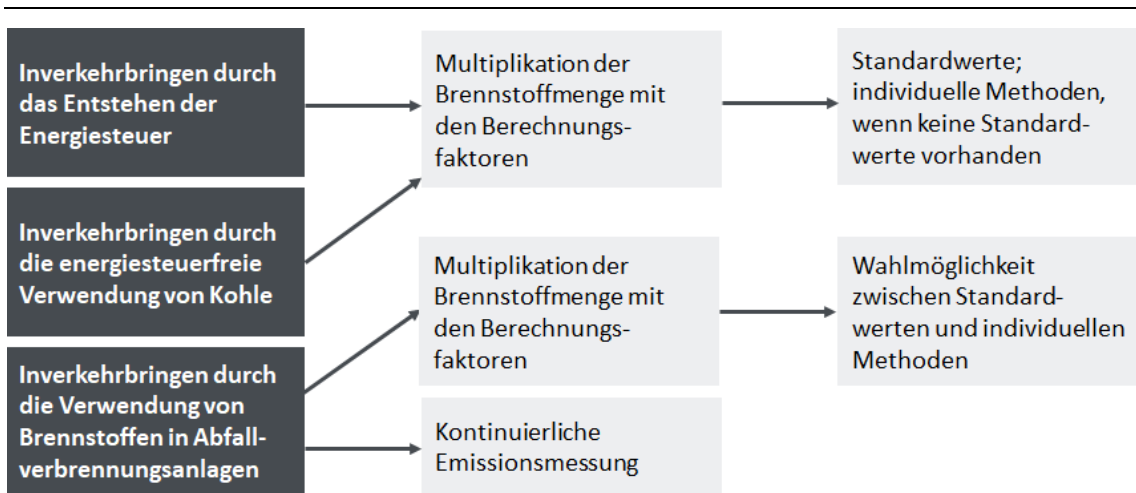 Inverkehrbringen durch
das Entstehen der
Energiesteuer
Multiplikation der
Brennstoffmenge mit
den Berechnungs-
faktoren
Standardwerte;
individuelle Methoden,
wenn keine Standard-
werte vorhanden
Inverkehrbringen durch
die energiesteuerfreie
Verwendung von Kohle
Multiplikation der
Brennstoffmenge mit
den Berechnungs-
faktoren
Wahlmöglichkeit
zwischen Standard-
werten und individuellen
Methoden
Inverkehrbringen durch
die Verwendung von
Brennstoffen in Abfall-
verbrennungsanlagen
Kontinuierliche
Emissionsmessung